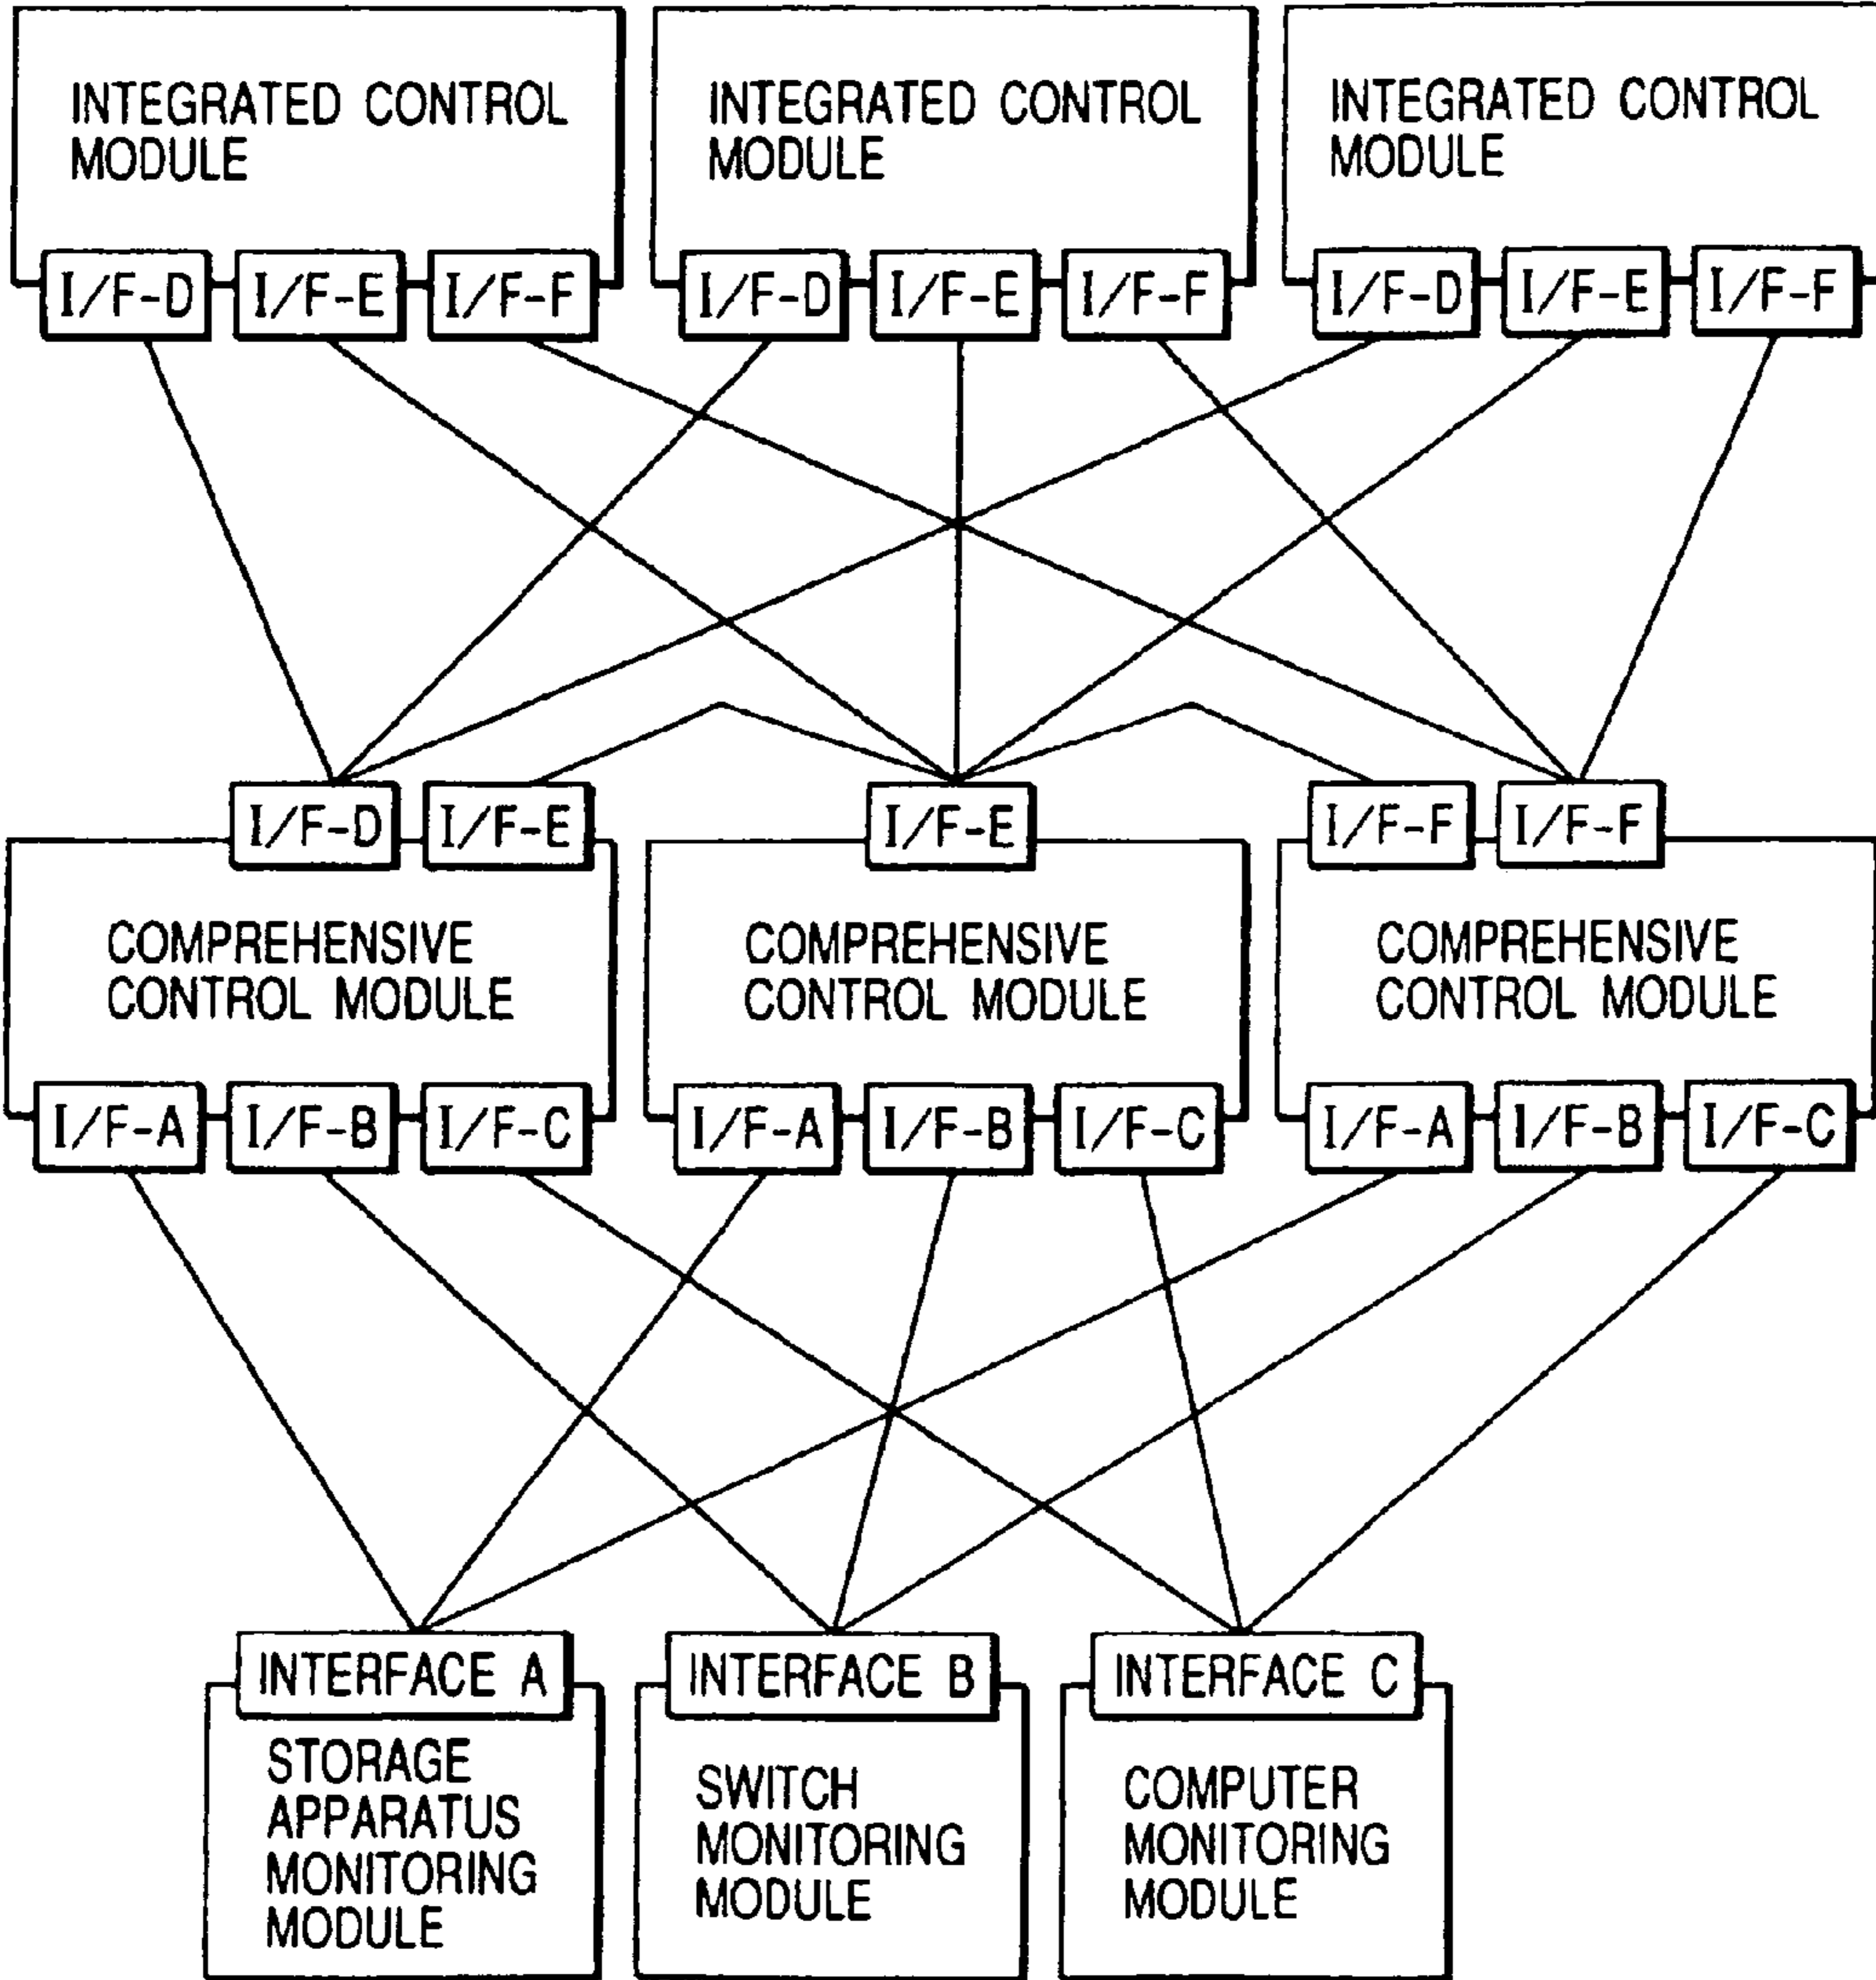 INTEGRATED CONTROL
MODULE
INTEGRATED CONTROL
MODULE
INTEGRATED CONTROL
MODULE
I/F-D
I/F-E
I/F-F
I/F-D
I/F-E
I/F-F
I/F-D
I/F-E
I/F-F
I/F-D
I/F-E
I/F-E
I/F-F
I/F-F
COMPREHENSIVE
CONTROL MODULE
COMPREHENSIVE
CONTROL MODULE
COMPREHENSIVE
CONTROL MODULE
I/F-A
I/F-B
I/F-C
I/F-A
I/F-B
I/F-C
I/F-A
I/F-B
I/F-C
INTERFACE A
STORAGE
APPARATUS
MONITORING
MODULE
INTERFACE B
SWITCH
MONITORING
MODULE
INTERFACE C
COMPUTER
MONITORING
MODULE